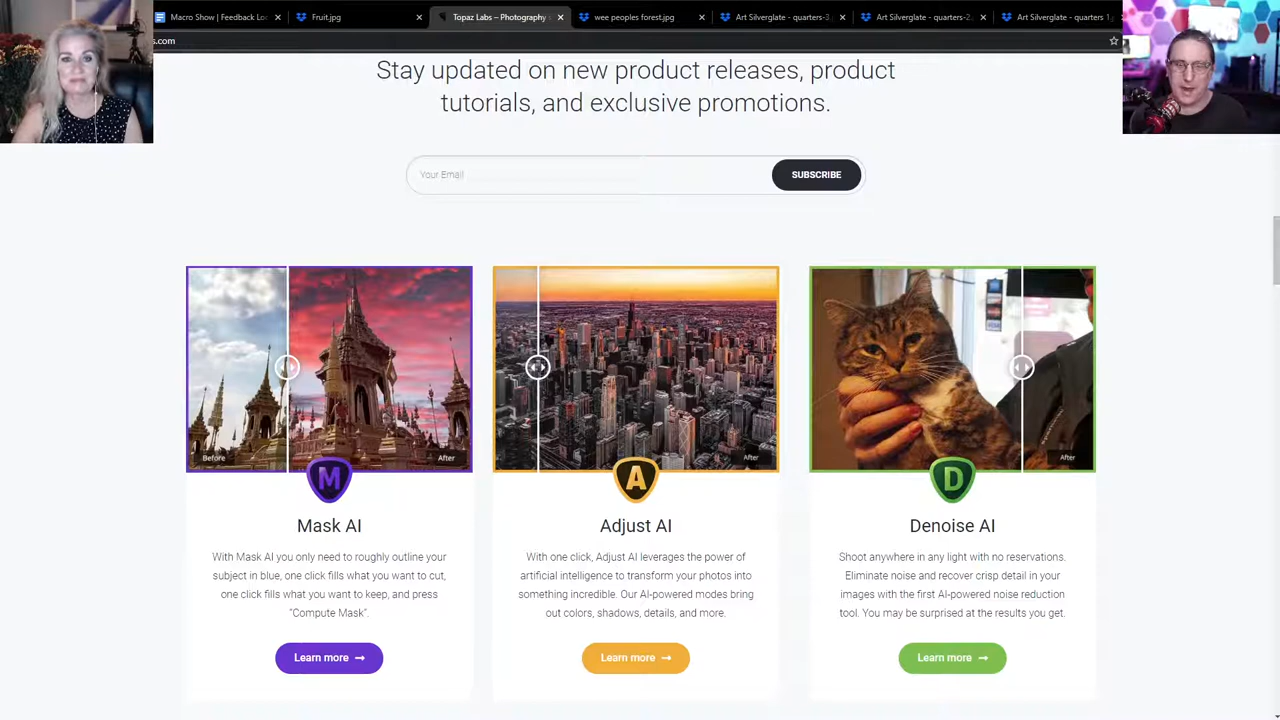 Macro Show | Feedback Lo
Fruit.jpg
Topaz Labs – Photography
wee peoples forest.jpg
Art Silverglate - quarters-3
Art Silverglate - quarters-2
Art Silverglate - quarters 1
s.com
Stay updated on new product releases, product
tutorials, and exclusive promotions.
Your Email
SUBSCRIBE
Before
After
After
After
M
A
D
Mask AI
With Mask AI you only need to roughly outline your
subject in blue, one click fills what you want to cut,
one click fills what you want to keep, and press
“Compute Mask”.
Learn more
Adjust AI
With one click, Adjust AI leverages the power of
artificial intelligence to transform your photos into
something incredible. Our AI-powered modes bring
out colors, shadows, details, and more.
Learn more
Denoise AI
Shoot anywhere in any light with no reservations.
Eliminate noise and recover crisp detail in your
images with the first AI-powered noise reduction
tool. You may be surprised at the results you get.
Learn more